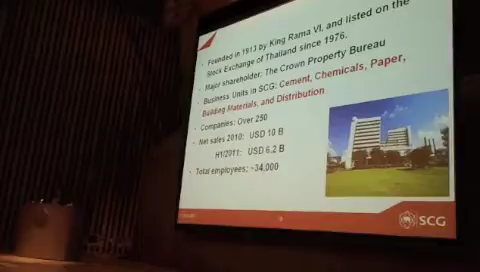 - Founded in 1913 by King Rama VI, and listed on the
Stock Exchange of Thailand since 1976.
- Major shareholder: The Crown Property Bureau
- Business Units in SCG: Cement, Chemicals, Paper,
Building Materials, and Distribution
- Companies: Over 250
- Net sales 2010: USD 10 B
H1/2011: USD 6.2 B
- Total employees: ~34,000
SCG